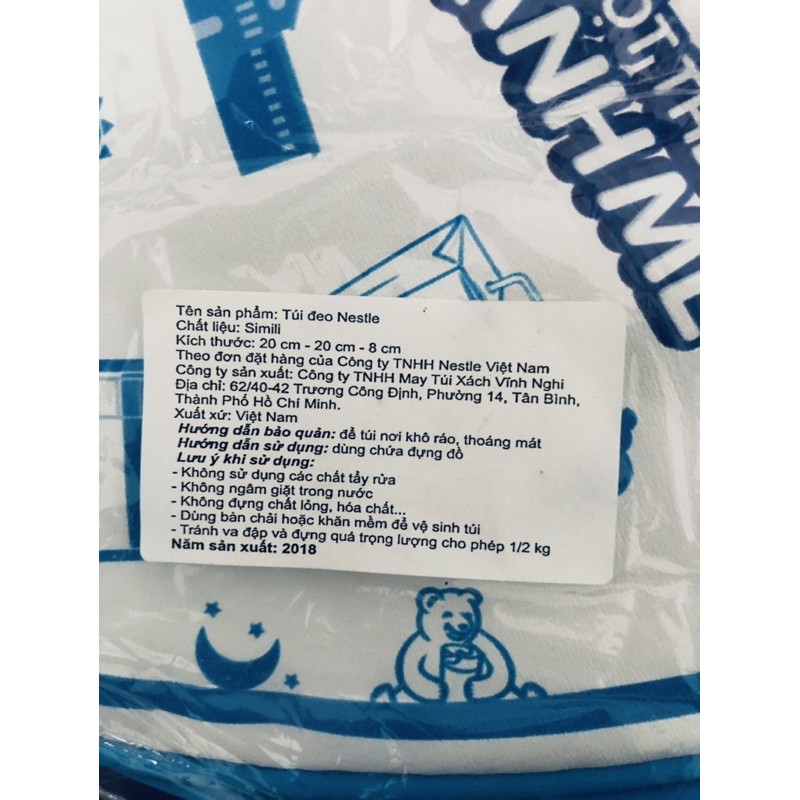 ANHME
Tên sản phẩm: Túi đeo Nestle
Chất liệu: Simili
Kích thước: 20 cm - 20 cm - 8 cm
Theo đơn đặt hàng của Công ty TNHH Nestle Việt Nam
Công ty sản xuất: Công ty TNHH May Túi Xách Vĩnh Nghi
Địa chỉ: 62/40-42 Trương Công Định, Phường 14, Tân Bình,
Thành Phố Hồ Chí Minh.
Xuất xứ: Việt Nam
Hướng dẫn bảo quản: để túi nơi khô ráo, thoáng mát
Hướng dẫn sử dụng: dùng chứa đựng đồ
Lưu ý khi sử dụng:
- Không sử dụng các chất tẩy rửa
- Không ngâm giặt trong nước
- Không đựng chất lỏng, hóa chất...
- Dùng bàn chải hoặc khăn mềm để vệ sinh túi
- Tránh va đập và đựng quá trọng lượng cho phép 1/2 kg
Năm sản xuất: 2018